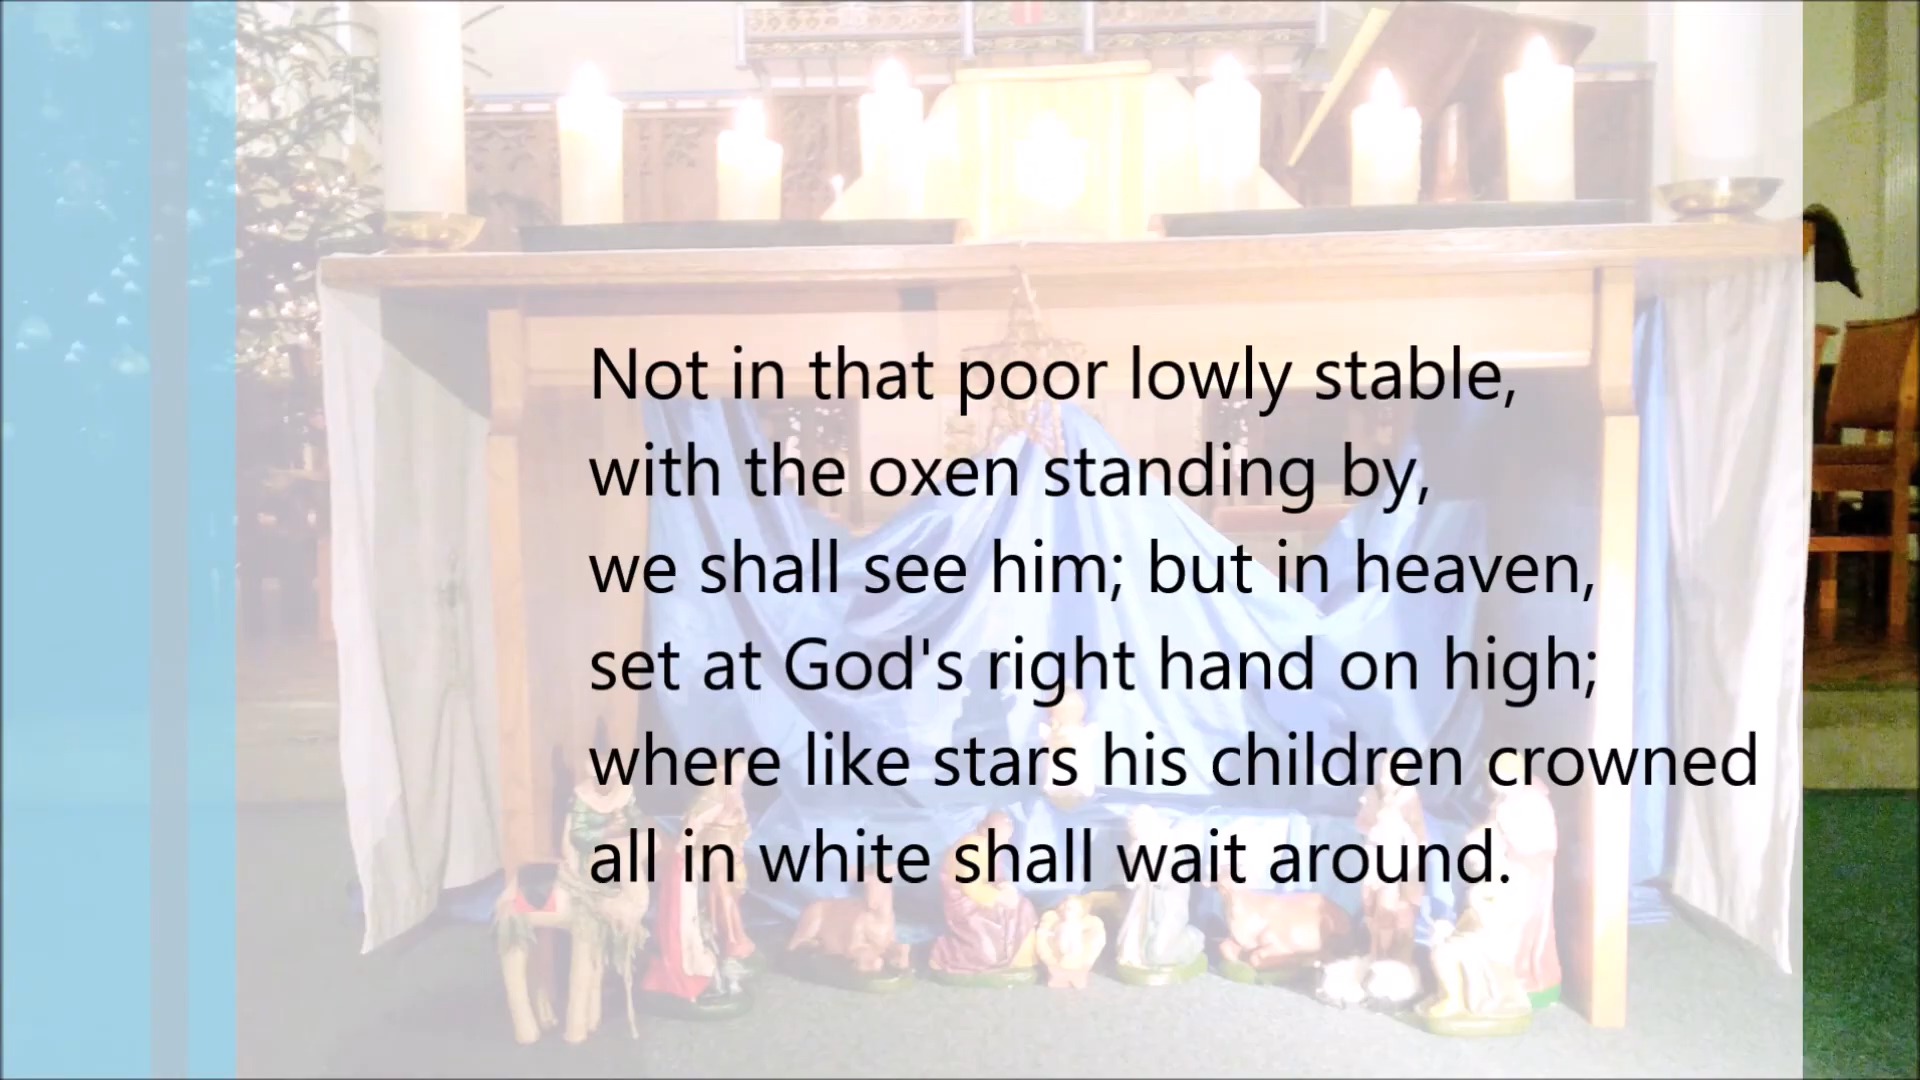 Not in that poor lowly stable,
with the oxen standing by,
we shall see him; but in heaven,
set at God's right hand on high;
where like stars his children crowned
all in white shall wait around.